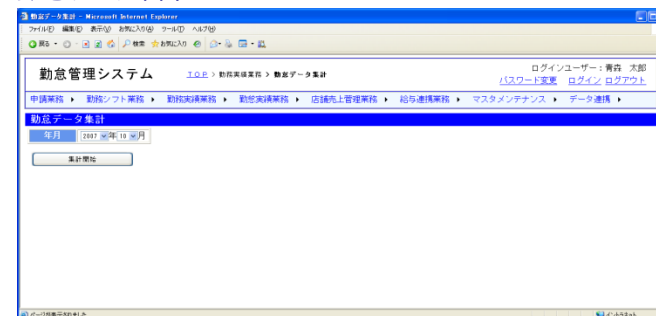 勤怠データ集計 - Microsoft Internet Explorer
ファイル(F) 編集(E) 表示(V) お気に入り(A) ツール(T) ヘルプ(H)
戻る 検索 お気に入り
勤怠管理システム
ＴＯＰ > 勤務実績業務 > 勤怠データ集計
ログインユーザー：青森 太郎
パスワード変更 ログイン ログアウト
申請業務 勤務シフト業務 勤務実績業務 勤怠実績業務 店舗売上管理業務 給与連携業務 マスタメンテナンス データ連携
勤怠データ集計
年月 2007 年 10 月
集計開始
ページが表示されました イントラネット